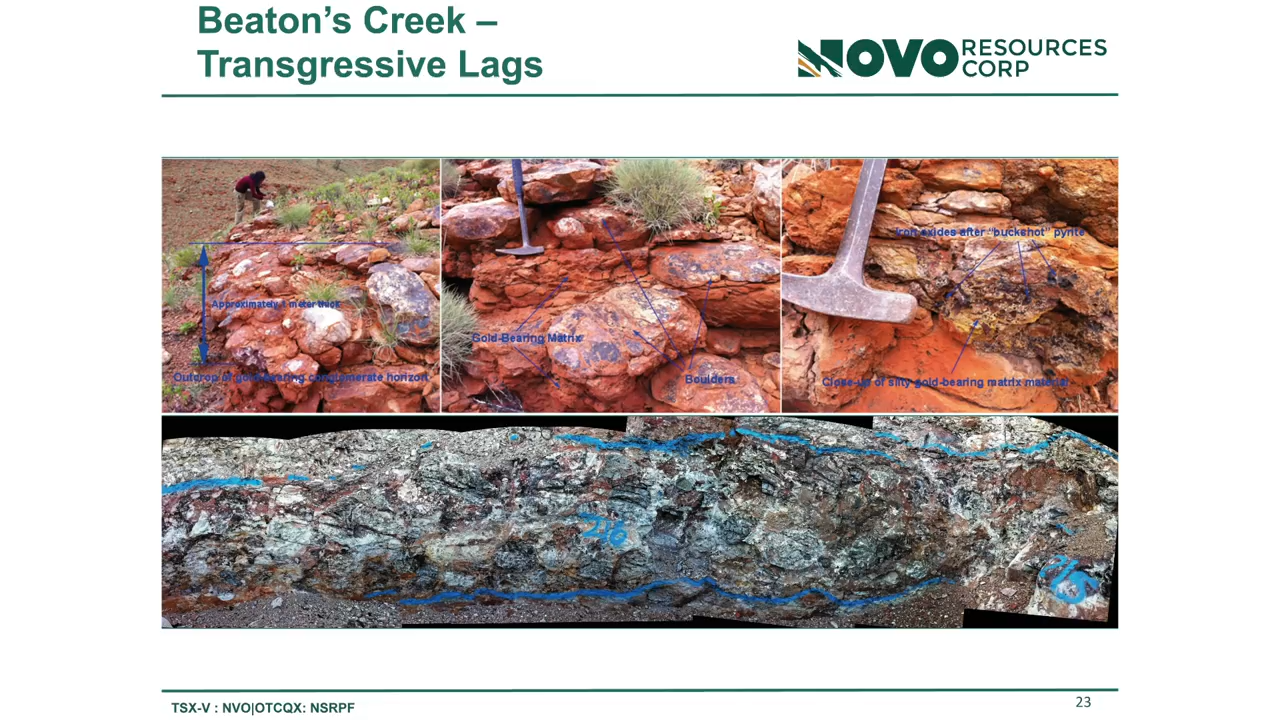 Beaton’s Creek –
Transgressive Lags
NOVO RESOURCES
CORP
Approximately 1 meter thick
Outcrop of gold-bearing conglomerate horizon
Gold-Bearing Matrix
Boulders
Iron oxides after “buckshot” pyrite
Close-up of silty gold-bearing matrix material
TSX-V : NVO|OTCQX: NSRPF
23